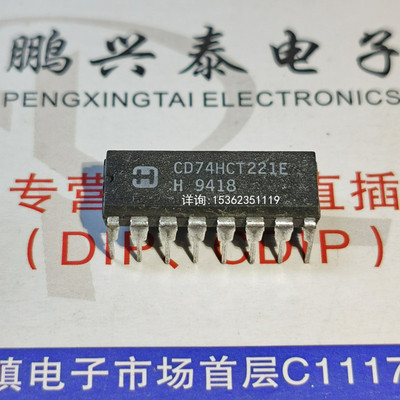 鹏兴泰电子
PENGXINGTAI ELECTRONICS
CD74HCT221E
H 9418
详询:15362351119
专营 直插
(DIP、CDIP)
镇电子市场首层C1117